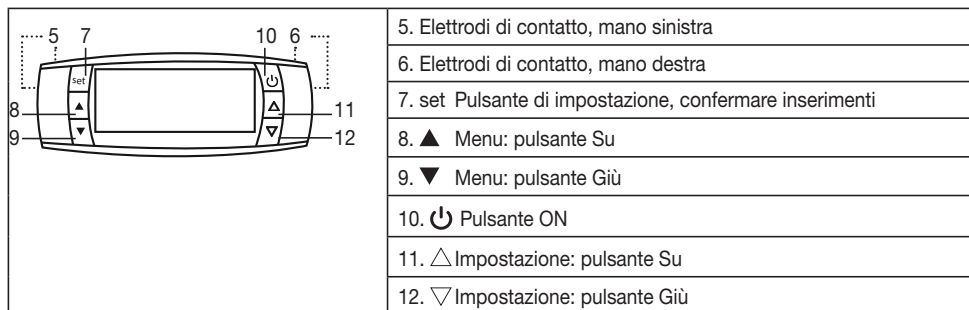 5 7 10 6
set
8 11
9 12
5. Elettrodi di contatto, mano sinistra
6. Elettrodi di contatto, mano destra
7. set Pulsante di impostazione, confermare inserimenti
8. ▲ Menu: pulsante Su
9. ▼ Menu: pulsante Giù
10. ⏻ Pulsante ON
11. △ Impostazione: pulsante Su
12. ▽ Impostazione: pulsante Giù